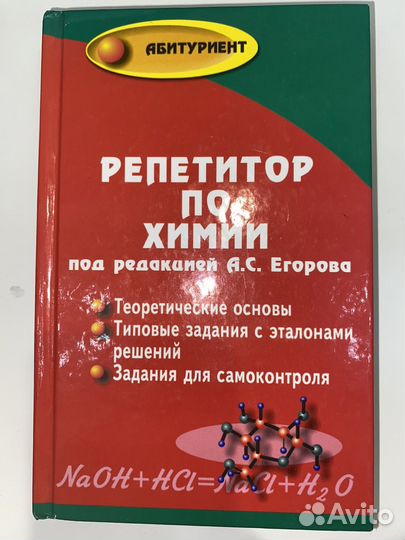 АБИТУРИЕНТ
РЕПЕТИТОР
ПО
ХИМИИ
под редакцией А.С. Егорова
Теоретические основы
Типовые задания с эталонами
решений
Задания для самоконтроля
NaOH+HCl=NaCl+H₂O
Avito